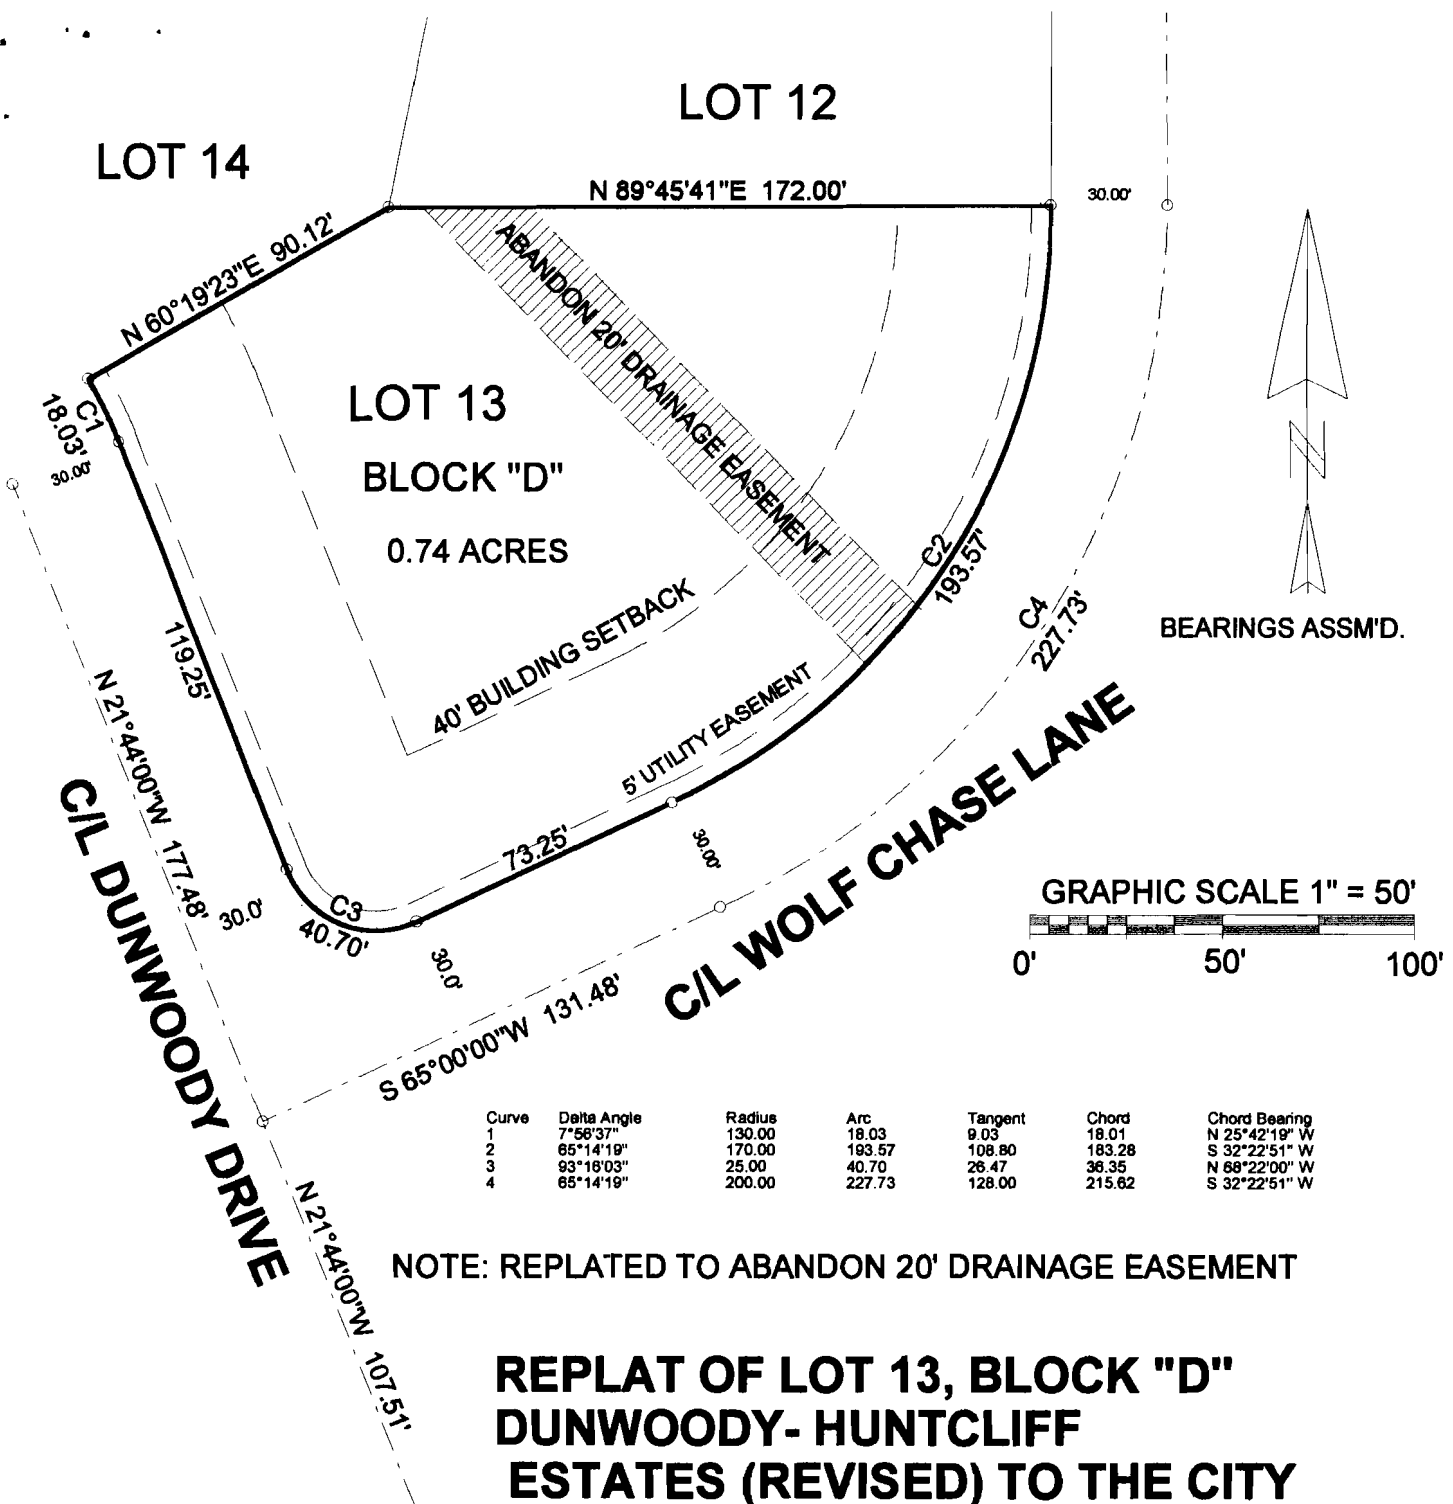 LOT 12
LOT 14
N 89°45'41"E 172.00'
30.00'
N 60°19'23"E 90.12'
ABANDON 20' DRAINAGE EASEMENT
LOT 13
BLOCK "D"
0.74 ACRES
C1
18.03'
30.00'
C2
193.57'
C4
227.73'
BEARINGS ASSM'D.
N
119.25'
40' BUILDING SETBACK
5' UTILITY EASEMENT
N 21°44'00"W 177.48'
C/L DUNWOODY DRIVE
C/L WOLF CHASE LANE
73.25'
30.00'
30.0'
C3
40.70'
30.0'
S 65°00'00"W 131.48'
GRAPHIC SCALE 1" = 50'
0' 50' 100'
Curve Delta Angle Radius Arc Tangent Chord Chord Bearing
1 7°56'37" 130.00 18.03 9.03 18.01 N 25°42'19" W
2 65°14'19" 170.00 193.57 108.80 183.28 S 32°22'51" W
3 93°16'03" 25.00 40.70 26.47 36.35 N 68°22'00" W
4 65°14'19" 200.00 227.73 128.00 215.62 S 32°22'51" W
N 21°44'00"W 107.51'
NOTE: REPLATED TO ABANDON 20' DRAINAGE EASEMENT
REPLAT OF LOT 13, BLOCK "D"
DUNWOODY- HUNTCLIFF
ESTATES (REVISED) TO THE CITY